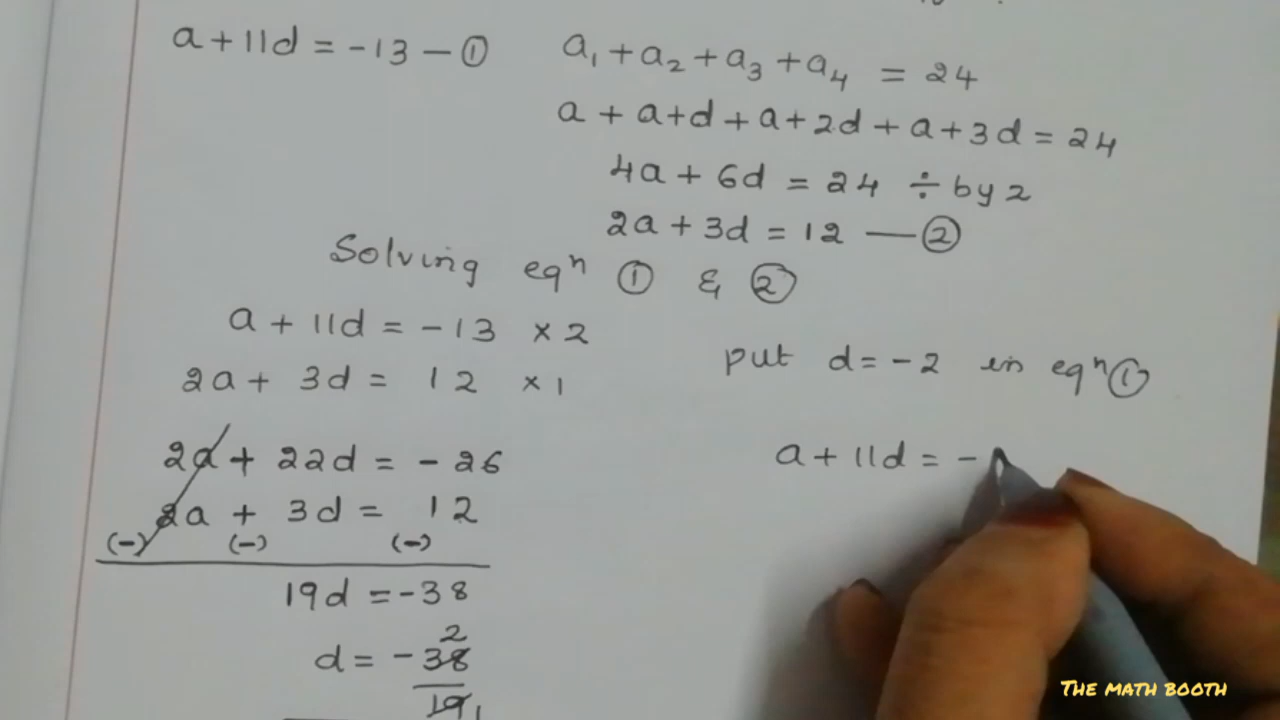 a + 11d = -13 — ①
a₁ + a₂ + a₃ + a₄ = 24
a + a+d + a+2d + a+3d = 24
4a + 6d = 24 ÷ by 2
2a + 3d = 12 — ②
Solving eqⁿ ① & ②
a + 11d = -13 × 2
2a + 3d = 12 × 1
2a + 22d = -26
2a + 3d = 12
(-) (-) (-)
19d = -38
2
d = -38
19 1
put d = -2 in eqⁿ ①
a + 11d = -
THE MATH BOOTH